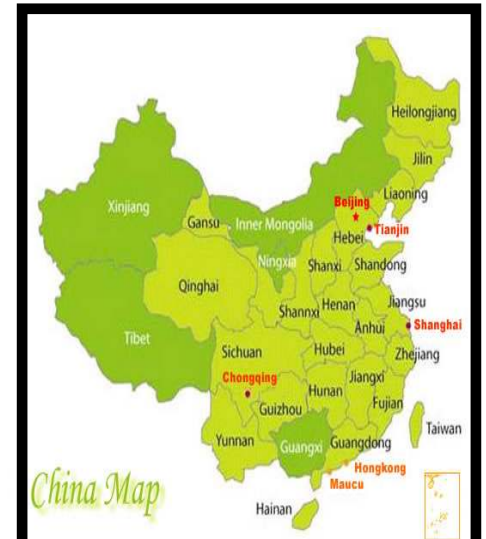 Heilongjiang
Jilin
Liaoning
Beijing
Tianjin
Hebei
Xinjiang
Gansu
Inner Mongolia
Ningxia
Shanxi
Shandong
Qinghai
Shannxi
Henan
Jiangsu
Anhui
Shanghai
Tibet
Sichuan
Hubei
Zhejiang
Chongqing
Hunan
Jiangxi
Guizhou
Fujian
Taiwan
Yunnan
Guangxi
Guangdong
Hongkong
Maucu
China Map
Hainan